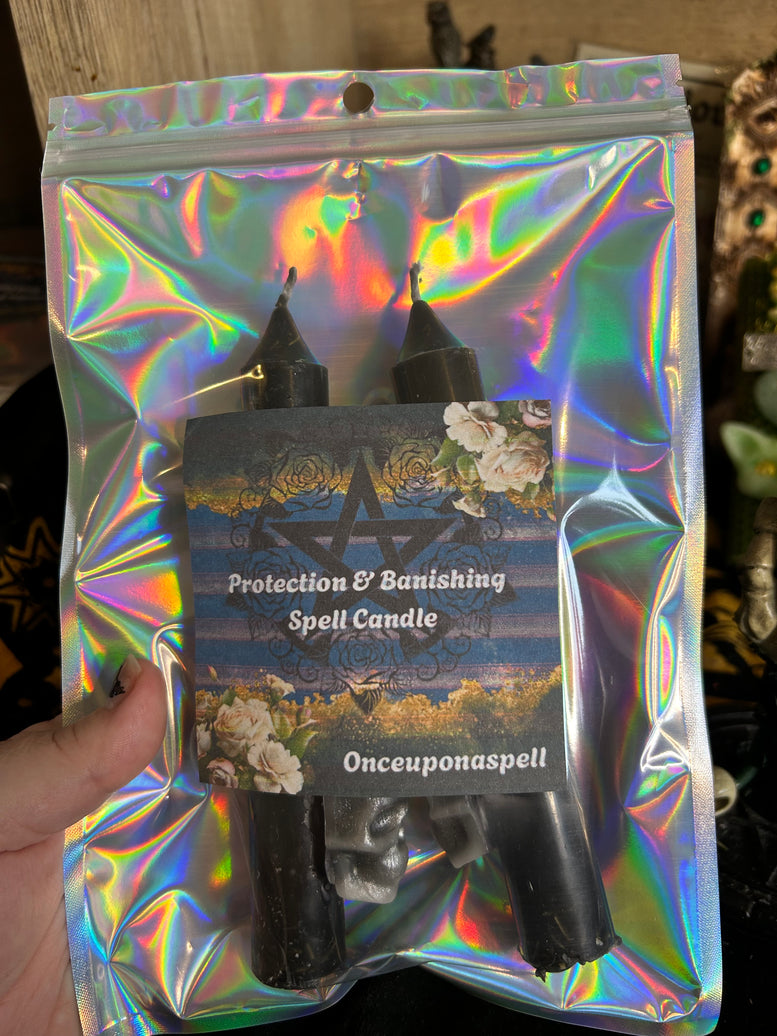 Protection & Banishing
Spell Candle
Onceuponaspell